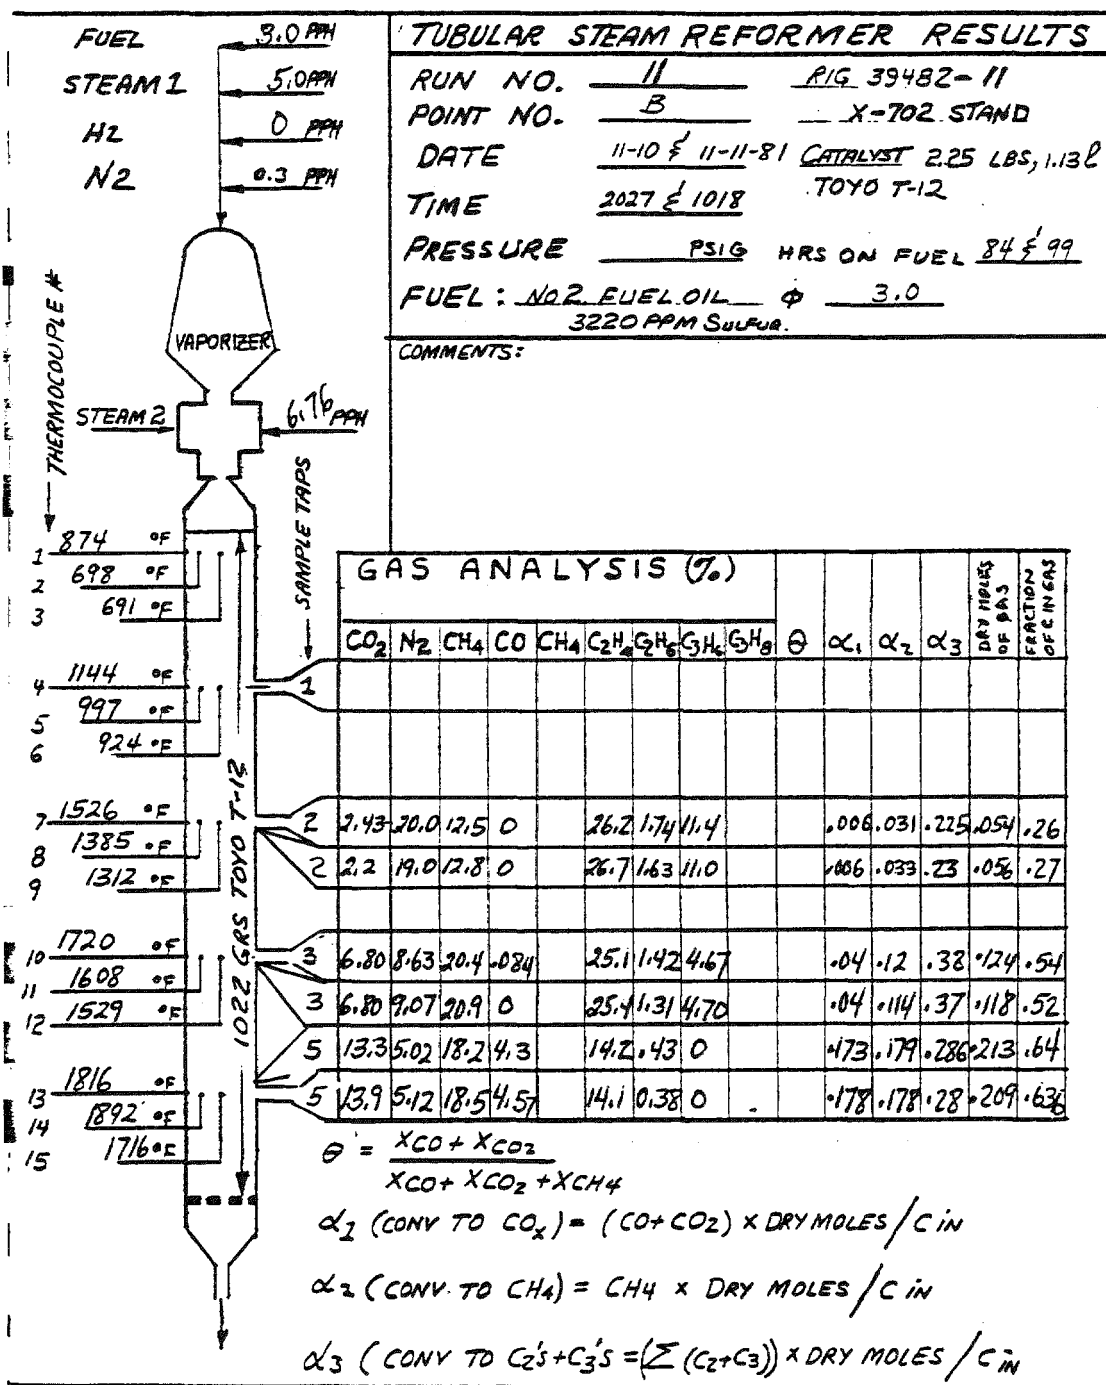 FUEL 3.0 PPH
STEAM 1 5.0 PPH
H2 0 PPH
N2 0.3 PPH
TUBULAR STEAM REFORMER RESULTS
RUN NO. 11 RIG 39482-11
POINT NO. B X-702 STAND
DATE 11-10 & 11-11-81 CATALYST 2.25 LBS, 1.13ℓ
TIME 2027 & 1018 TOYO T-12
PRESSURE PSIG HRS ON FUEL 84 & 99
FUEL: NO 2 FUEL OIL ϕ 3.0
3220 PPM SULFUR.
COMMENTS:
VAPORIZER
STEAM 2 6.76 PPH
THERMOCOUPLE #
SAMPLE TAPS
1 874 °F
2 698 °F
3 691 °F
4 1144 °F
5 997 °F
6 924 °F
7 1526 °F
8 1385 °F
9 1312 °F
10 1720 °F
11 1608 °F
12 1529 °F
13 1816 °F
14 1892 °F
15 1716 °F
1022 GRS TOYO T-12
GAS ANALYSIS (%)
CO2 N2 CH4 CO CH4 C2H4 C2H6 C3H6 C3H8 θ α1 α2 α3 DRY MOLES OF GAS FRACTION OF C IN GAS
1
2 2.43 20.0 12.5 0 26.2 1.74 11.4 .006 .031 .225 .054 .26
2 2.2 19.0 12.8 0 26.7 1.63 11.0 .006 .033 .23 .056 .27
3 6.80 8.63 20.4 .084 25.1 1.42 4.67 .04 .12 .38 .124 .54
3 6.80 9.07 20.9 0 25.4 1.31 4.70 .04 .114 .37 .118 .52
5 13.3 5.02 18.2 4.3 14.2 .43 0 .173 .179 .286 .213 .64
5 13.9 5.12 18.5 4.57 14.1 0.38 0 .178 .178 .28 .209 .636
θ = XCO + XCO2
XCO + XCO2 + XCH4
α1 (CONV TO COx) = (CO+CO2) × DRY MOLES / C IN
α2 (CONV. TO CH4) = CH4 × DRY MOLES / C IN
α3 (CONV TO C2'S + C3'S = (Σ (C2+C3)) × DRY MOLES / C IN